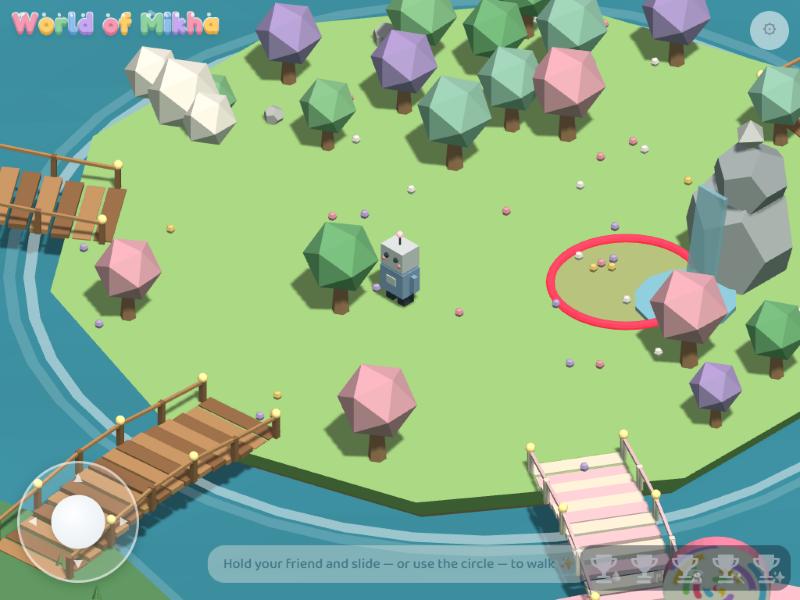 World of Mikha
Hold your friend and slide — or use the circle — to walk ✨